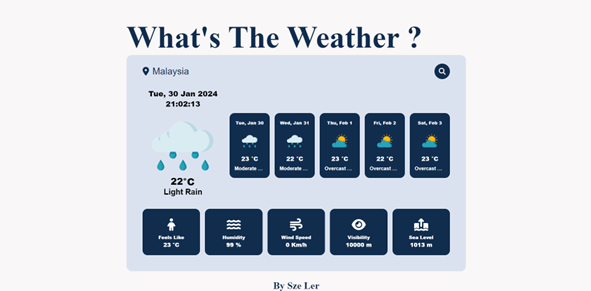 What's The Weather ?
Malaysia
Tue, 30 Jan 2024
21:02:13
22°C
Light Rain
Tue, Jan 30
23 °C
Moderate ...
Wed, Jan 31
22 °C
Moderate ...
Thu, Feb 1
23 °C
Overcast ...
Fri, Feb 2
22 °C
Overcast ...
Sat, Feb 3
23 °C
Overcast ...
Feels Like
23 °C
Humidity
99 %
Wind Speed
0 Km/h
Visibility
10000 m
Sea Level
1013 m
By Sze Ler